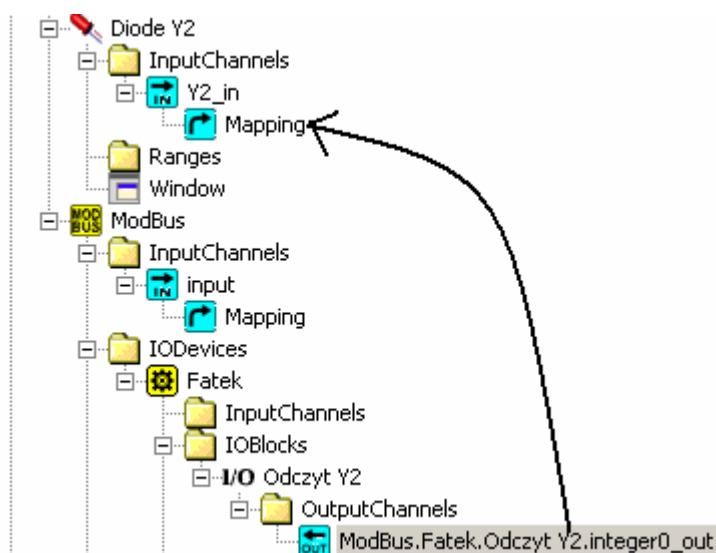 Diode Y2
InputChannels
IN Y2_in
Mapping
Ranges
Window
MOD BUS ModBus
InputChannels
IN input
Mapping
IODevices
Fatek
InputChannels
IOBlocks
I/O Odczyt Y2
OutputChannels
OUT ModBus.Fatek.Odczyt Y2.integer0_out